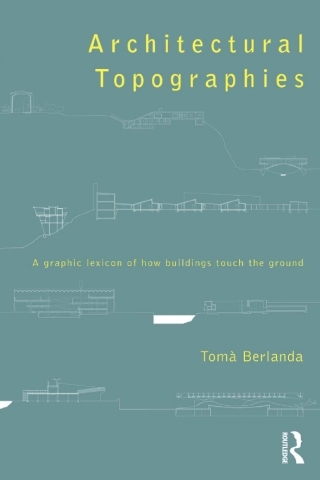 Architectural
Topographies
A graphic lexicon of how buildings touch the ground
Tomà Berlanda
ROUTLEDGE